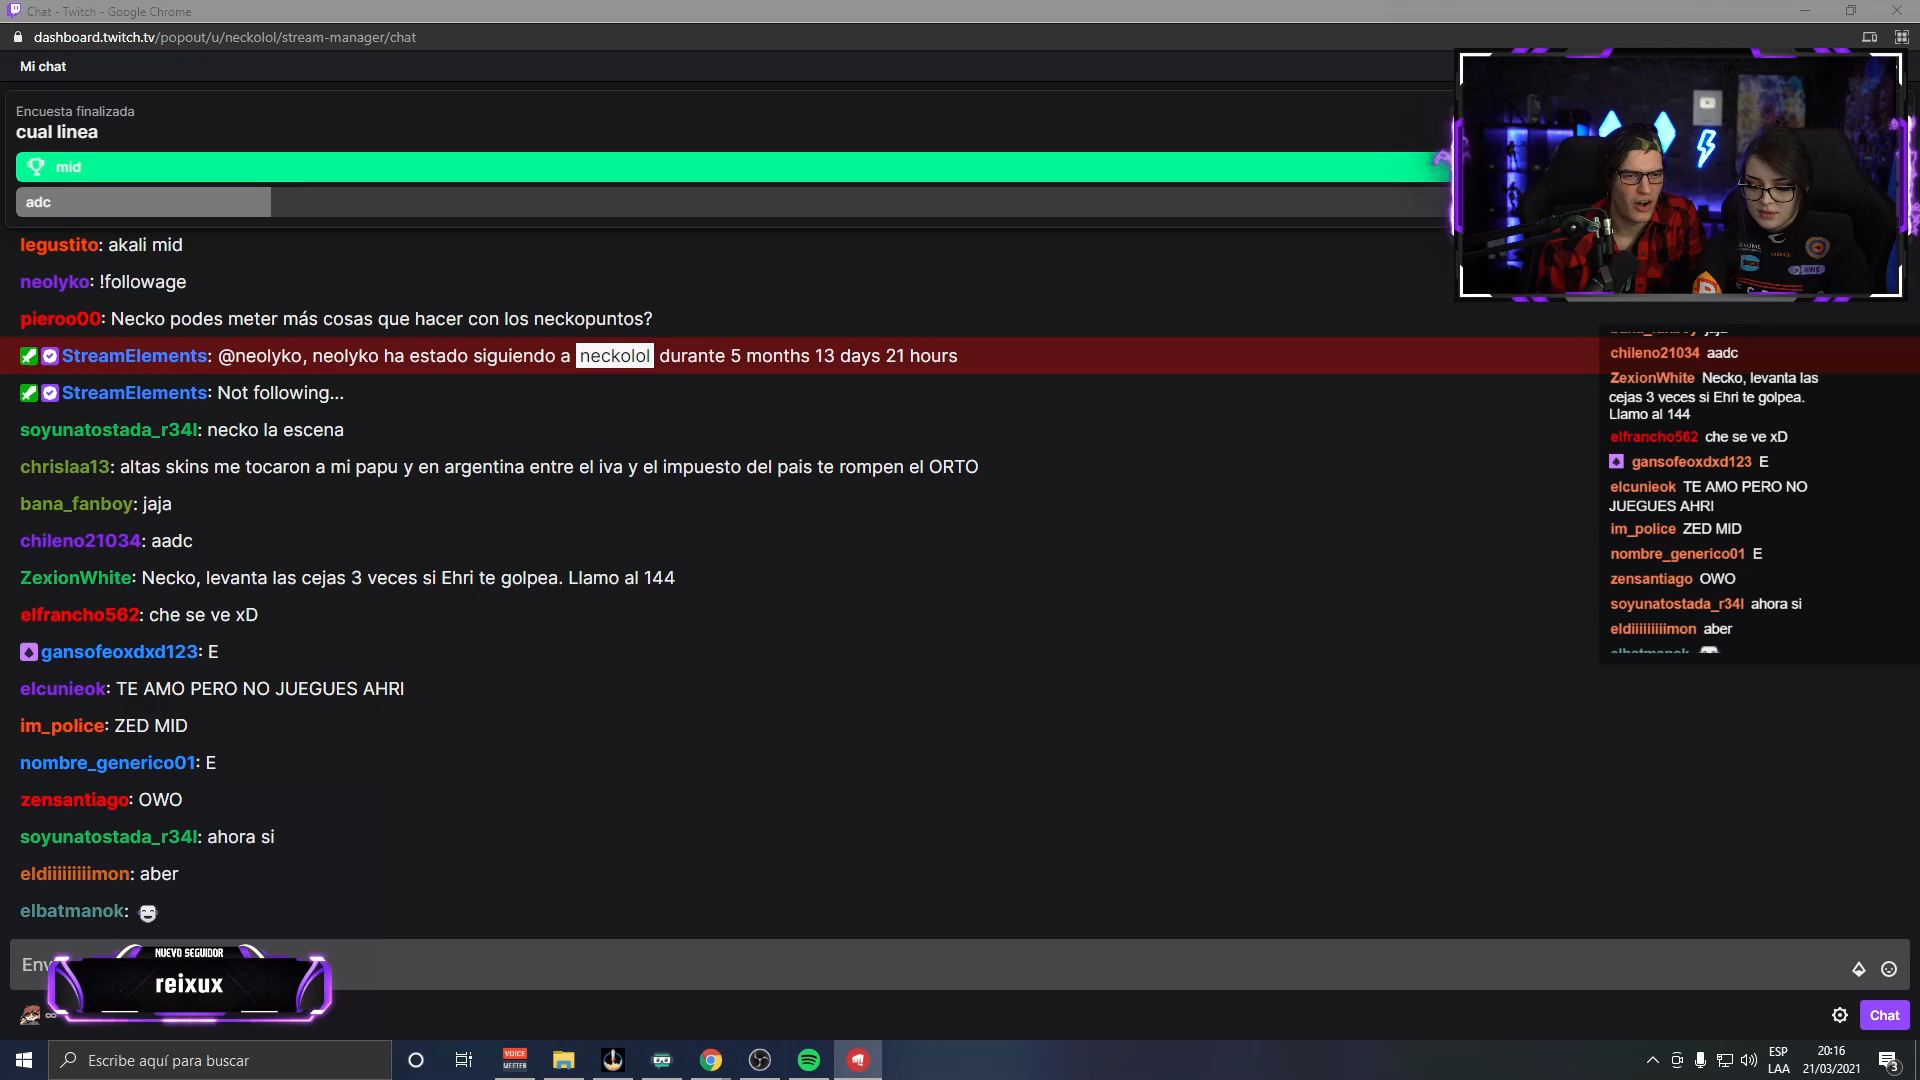 Chat - Twitch - Google Chrome
dashboard.twitch.tv/popout/u/neckolol/stream-manager/chat
Mi chat
Encuesta finalizada
cual linea
mid
adc
legustito: akali mid
neolyko: !followage
pieroo00: Necko podes meter más cosas que hacer con los neckopuntos?
StreamElements: @neolyko, neolyko ha estado siguiendo a neckolol durante 5 months 13 days 21 hours
StreamElements: Not following...
soyunatostada_r34l: necko la escena
chrislaa13: altas skins me tocaron a mi papu y en argentina entre el iva y el impuesto del pais te rompen el ORTO
bana_fanboy: jaja
chileno21034: aadc
ZexionWhite: Necko, levanta las cejas 3 veces si Ehri te golpea. Llamo al 144
elfrancho562: che se ve xD
gansofeoxdxd123: E
elcunieok: TE AMO PERO NO JUEGUES AHRI
im_police: ZED MID
nombre_generico01: E
zensantiago: OWO
soyunatostada_r34l: ahora si
eldiiiiiiiiimon: aber
elbatmanok:
chileno21034 aadc
ZexionWhite Necko, levanta las
cejas 3 veces si Ehri te golpea.
Llamo al 144
elfrancho562 che se ve xD
gansofeoxdxd123 E
elcunieok TE AMO PERO NO
JUEGUES AHRI
im_police ZED MID
nombre_generico01 E
zensantiago OWO
soyunatostada_r34l ahora si
eldiiiiiiiiimon aber
Env
NUEVO SEGUIDOR
reixux
Chat
Escribe aquí para buscar
VOICE
MEETER
ESP
LAA
20:16
21/03/2021
3